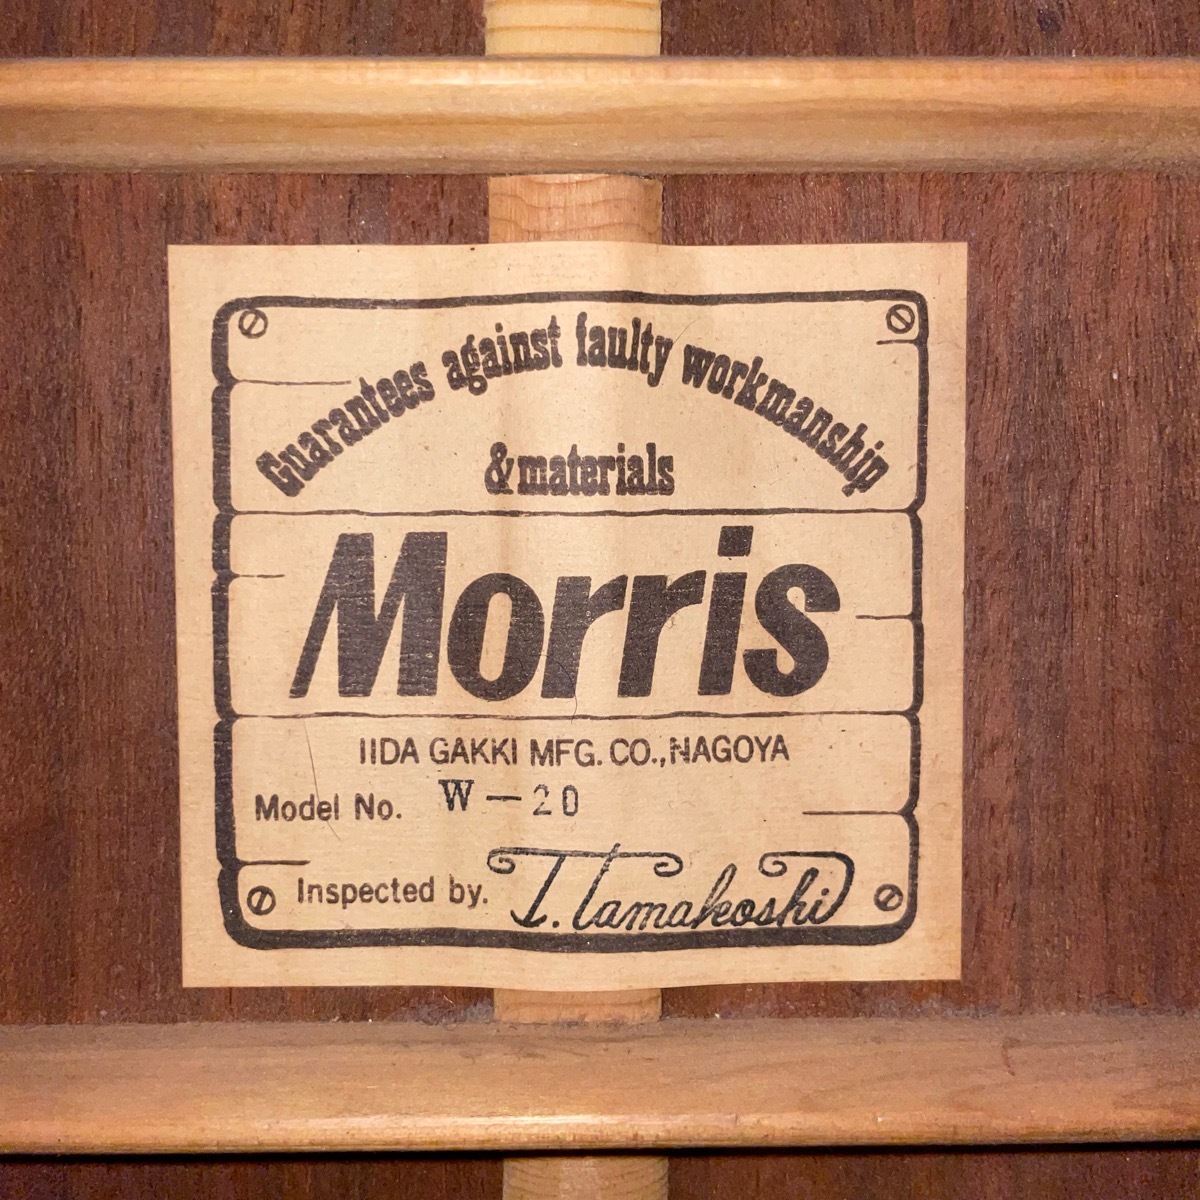 Guarantees against faulty workmanship
&materials
Morris
IIDA GAKKI MFG. CO., NAGOYA
Model No. W-20
Inspected by. T. Tamakoshi